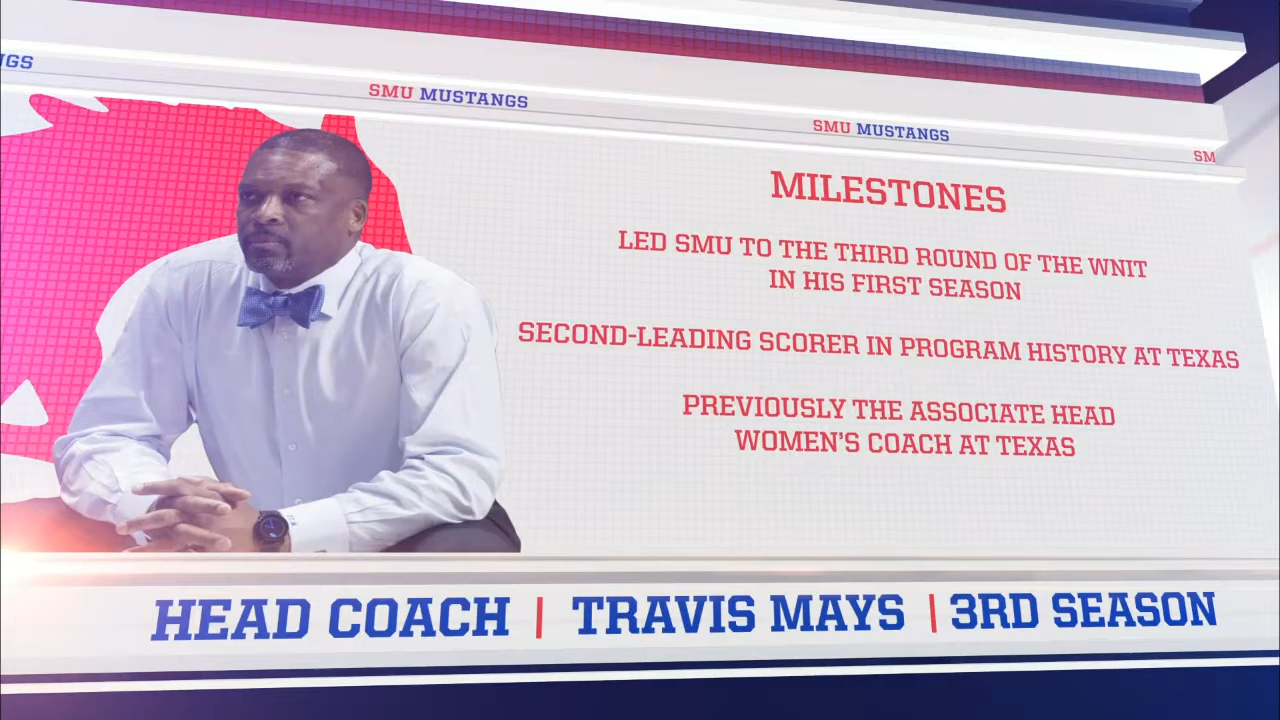 GS
SMU MUSTANGS
SMU MUSTANGS
SM
MILESTONES
LED SMU TO THE THIRD ROUND OF THE WNIT
IN HIS FIRST SEASON
SECOND-LEADING SCORER IN PROGRAM HISTORY AT TEXAS
PREVIOUSLY THE ASSOCIATE HEAD
WOMEN'S COACH AT TEXAS
HEAD COACH | TRAVIS MAYS | 3RD SEASON